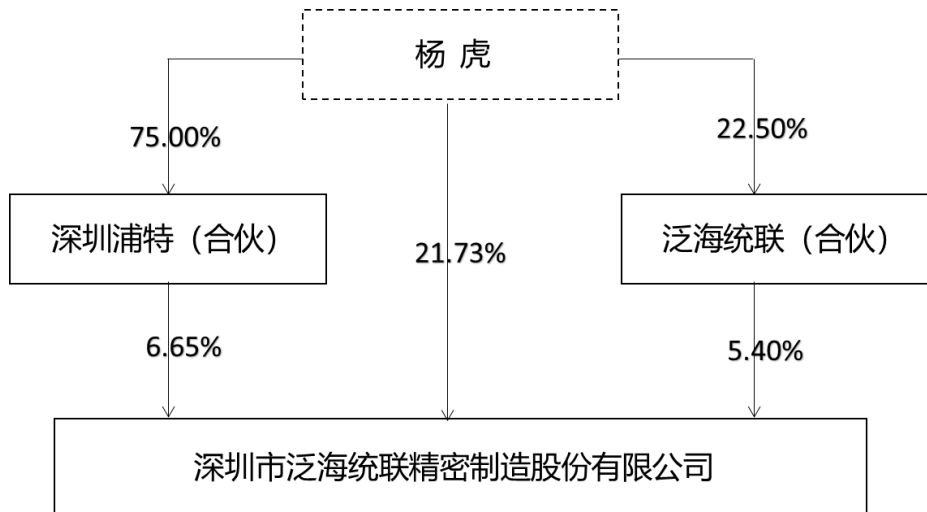 杨 虎
75.00%
22.50%
深圳浦特（合伙）
21.73%
泛海统联（合伙）
6.65%
5.40%
深圳市泛海统联精密制造股份有限公司